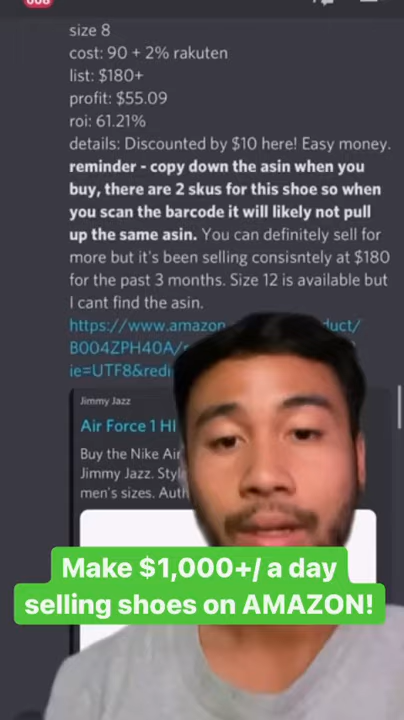 size 8
cost: 90 + 2% rakuten
list: $180+
profit: $55.09
roi: 61.21%
details: Discounted by $10 here! Easy money.
reminder - copy down the asin when you
buy, there are 2 skus for this shoe so when
you scan the barcode it will likely not pull
up the same asin. You can definitely sell for
more but it's been selling consisntely at $180
for the past 3 months. Size 12 is available but
I cant find the asin.
https://www.amazon duct/
B004ZPH40A/
ie=UTF8&redi
Jimmy Jazz
Air Force 1 HI
Buy the Nike Air
Jimmy Jazz. Styl
men's sizes. Auth
Make $1,000+/ a day
selling shoes on AMAZON!